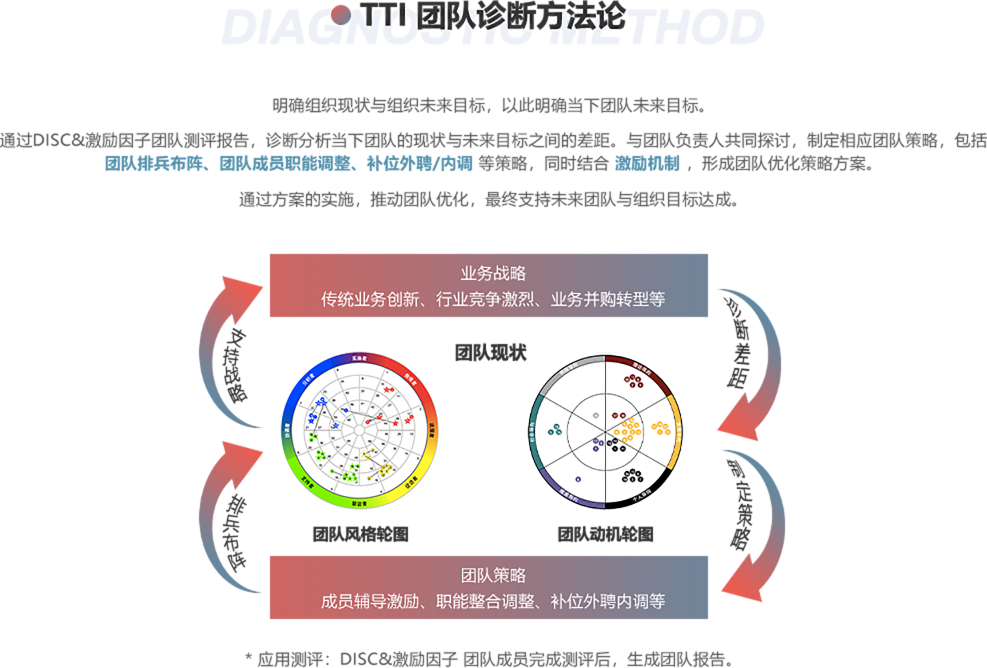 DIAGNOSTIC METHOD
TTI 团队诊断方法论
明确组织现状与组织未来目标，以此明确当下团队未来目标。
通过DISC&激励因子团队测评报告，诊断分析当下团队的现状与未来目标之间的差距。与团队负责人共同探讨，制定相应团队策略，包括
团队排兵布阵、团队成员职能调整、补位外聘/内调 等策略，同时结合 激励机制 ，形成团队优化策略方案。
通过方案的实施，推动团队优化，最终支持未来团队与组织目标达成。
业务战略
传统业务创新、行业竞争激烈、业务并购转型等
支持战略
诊断差距
团队现状
实施者
排兵布阵
制定策略
团队风格轮图
团队动机轮图
团队策略
成员辅导激励、职能整合调整、补位外聘内调等
* 应用测评：DISC&激励因子 团队成员完成测评后，生成团队报告。